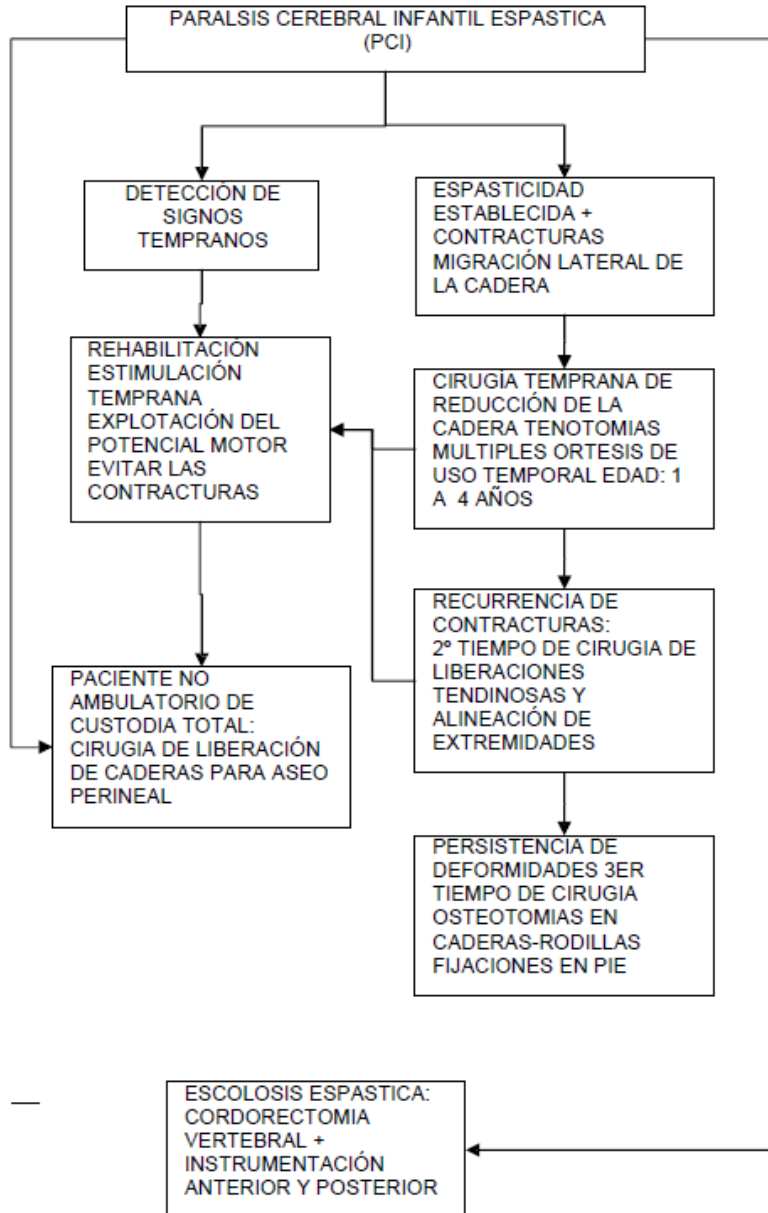 PARALSIS CEREBRAL INFANTIL ESPASTICA
(PCI)
DETECCIÓN DE
SIGNOS
TEMPRANOS
ESPASTICIDAD
ESTABLECIDA +
CONTRACTURAS
MIGRACIÓN LATERAL DE
LA CADERA
REHABILITACIÓN
ESTIMULACIÓN
TEMPRANA
EXPLOTACIÓN DEL
POTENCIAL MOTOR
EVITAR LAS
CONTRACTURAS
CIRUGÍA TEMPRANA DE
REDUCCIÓN DE LA
CADERA TENOTOMIAS
MULTIPLES ORTESIS DE
USO TEMPORAL EDAD: 1
A 4 AÑOS
RECURRENCIA DE
CONTRACTURAS:
2º TIEMPO DE CIRUGIA DE
LIBERACIONES
TENDINOSAS Y
ALINEACIÓN DE
EXTREMIDADES
PACIENTE NO
AMBULATORIO DE
CUSTODIA TOTAL:
CIRUGIA DE LIBERACIÓN
DE CADERAS PARA ASEO
PERINEAL
PERSISTENCIA DE
DEFORMIDADES 3ER
TIEMPO DE CIRUGIA
OSTEOTOMIAS EN
CADERAS-RODILLAS
FIJACIONES EN PIE
ESCOLOSIS ESPASTICA:
CORDORECTOMIA
VERTEBRAL +
INSTRUMENTACIÓN
ANTERIOR Y POSTERIOR